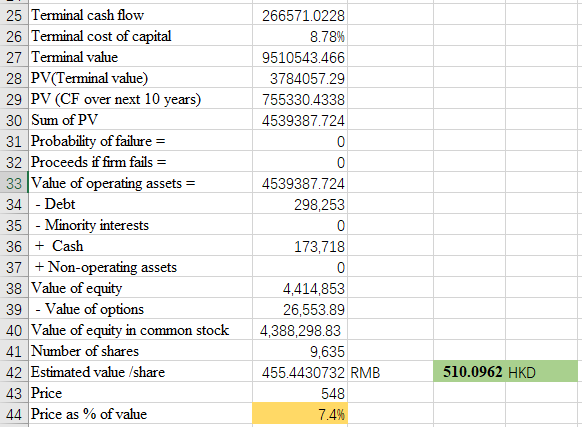 25 Terminal cash flow 266571.0228
26 Terminal cost of capital 8.78%
27 Terminal value 9510543.466
28 PV(Terminal value) 3784057.29
29 PV (CF over next 10 years) 755330.4338
30 Sum of PV 4539387.724
31 Probability of failure = 0
32 Proceeds if firm fails = 0
33 Value of operating assets = 4539387.724
34 - Debt 298,253
35 - Minority interests 0
36 + Cash 173,718
37 + Non-operating assets 0
38 Value of equity 4,414,853
39 - Value of options 26,553.89
40 Value of equity in common stock 4,388,298.83
41 Number of shares 9,635
42 Estimated value /share 455.4430732 RMB 510.0962 HKD
43 Price 548
44 Price as % of value 7.4%